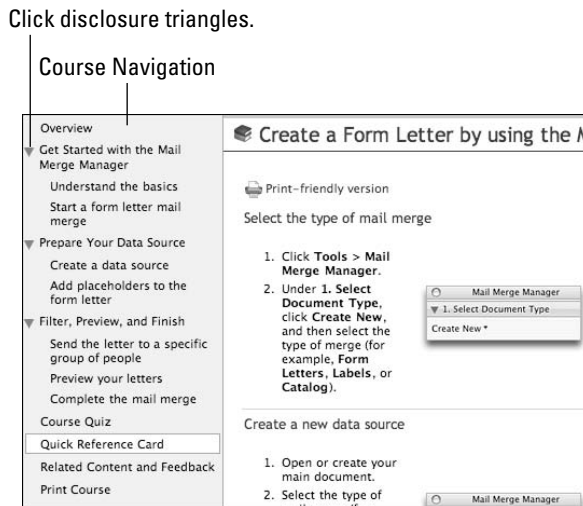 Click disclosure triangles.
Course Navigation
Overview
Get Started with the Mail
Merge Manager
Understand the basics
Start a form letter mail
merge
Prepare Your Data Source
Create a data source
Add placeholders to the
form letter
Filter, Preview, and Finish
Send the letter to a specific
group of people
Preview your letters
Complete the mail merge
Course Quiz
Quick Reference Card
Related Content and Feedback
Print Course
Create a Form Letter by using the
Print-friendly version
Select the type of mail merge
1. Click Tools > Mail
Merge Manager.
2. Under 1. Select
Document Type,
click Create New,
and then select the
type of merge (for
example, Form
Letters, Labels, or
Catalog).
Mail Merge Manager
1. Select Document Type
Create New *
Create a new data source
1. Open or create your
main document.
2. Select the type of
Mail Merge Manager